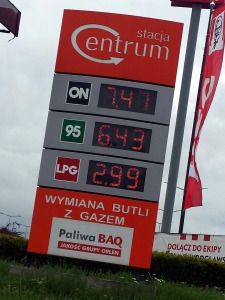 stacja
Centrum
ON 7.47
95 6.43
LPG 2.99
WYMIANA BUTLI
Z GAZEM
Paliwa BAQ
JAKOŚĆ GRUPY ORLEN
DOŁĄCZ DO EKIPY